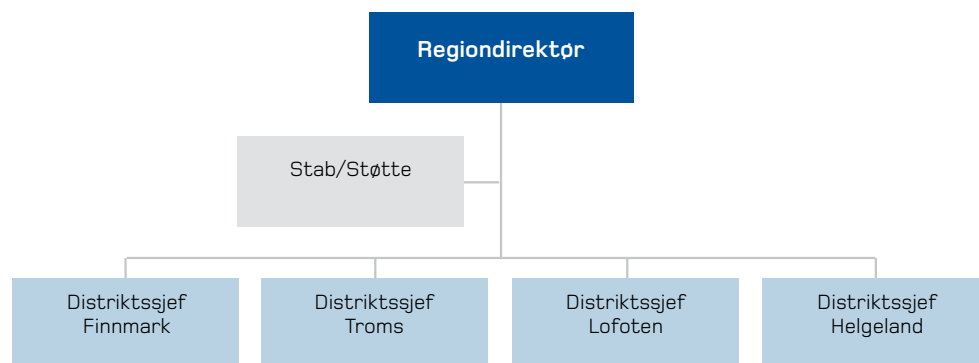 Regiondirektør
Stab/Støtte
Distriktssjef
Finnmark
Distriktssjef
Troms
Distriktssjef
Lofoten
Distriktssjef
Helgeland